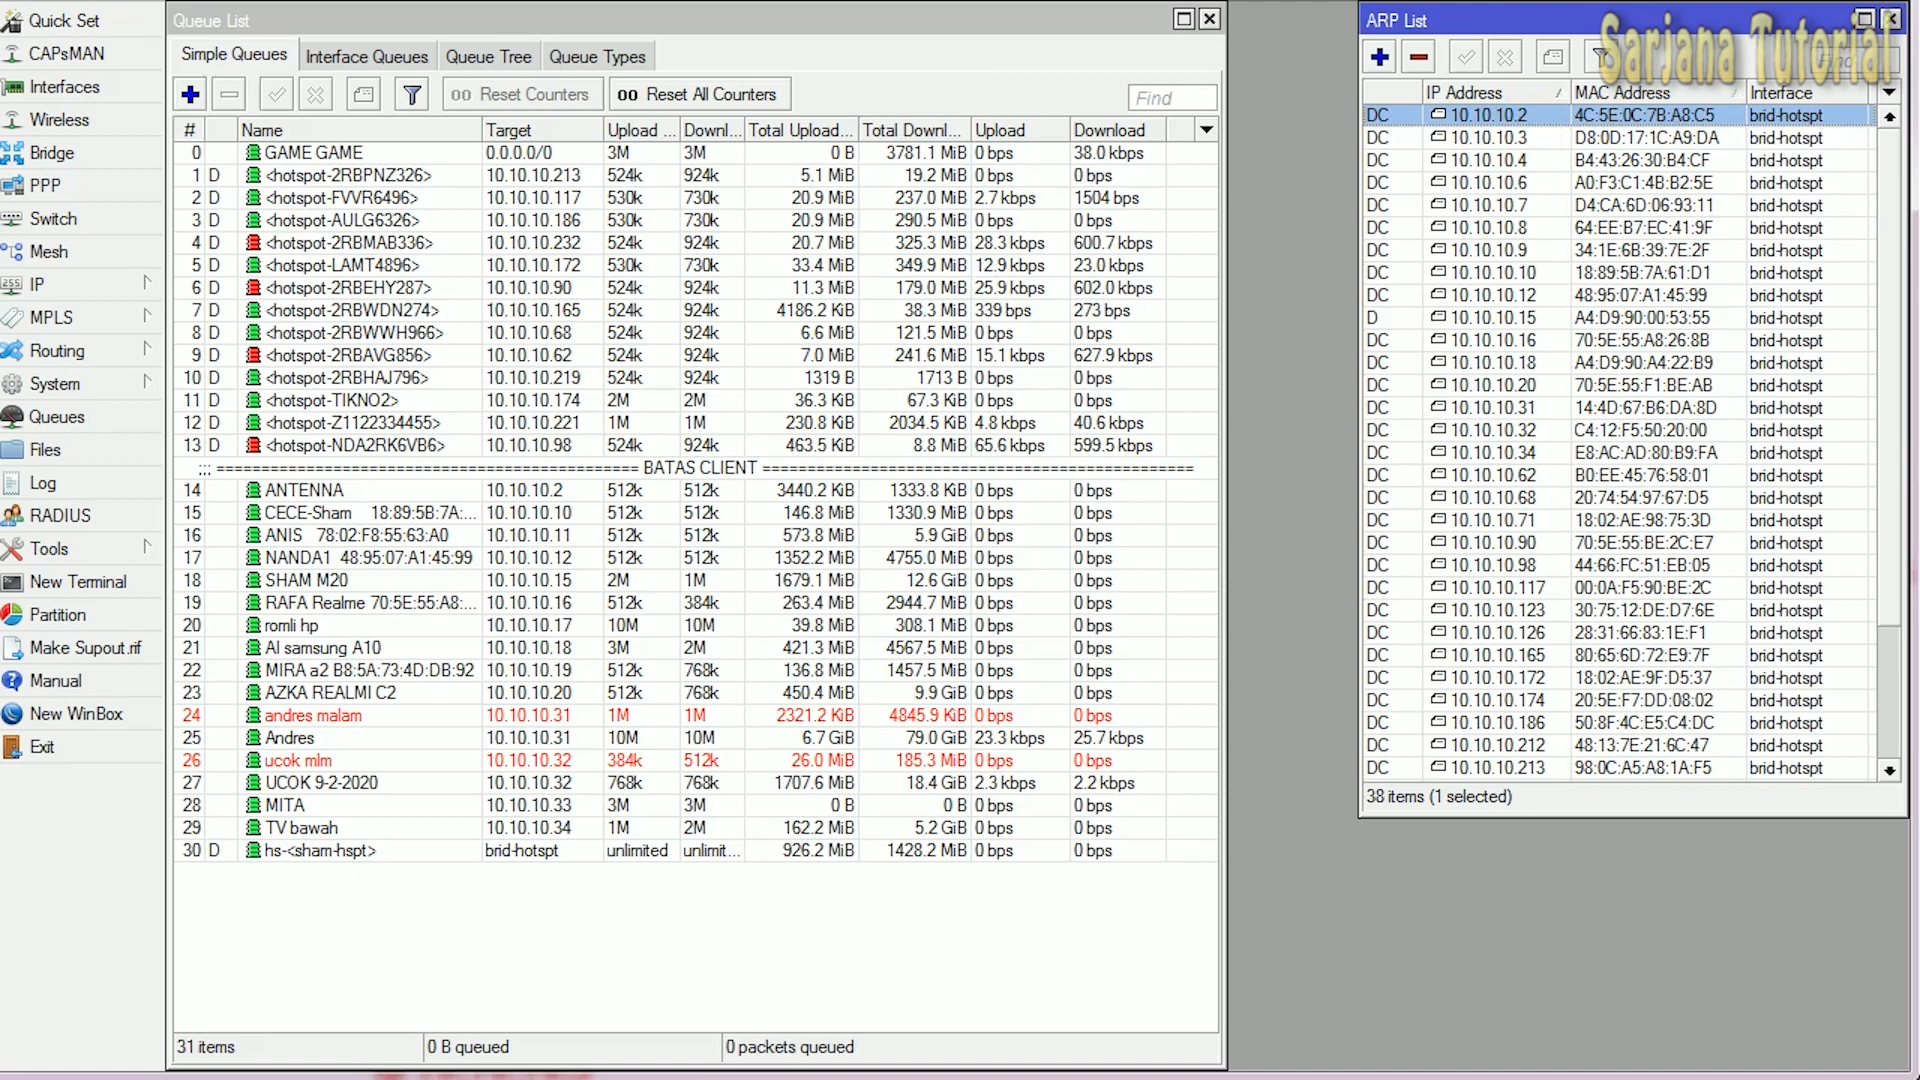 Quick Set
CAPsMAN
Interfaces
Wireless
Bridge
PPP
Switch
Mesh
IP
MPLS
Routing
System
Queues
Files
Log
RADIUS
Tools
New Terminal
Partition
Make Supout.rif
Manual
New WinBox
Exit
Queue List
Simple Queues Interface Queues Queue Tree Queue Types
00 Reset Counters 00 Reset All Counters Find
# Name Target Upload ... Downl... Total Upload... Total Downl... Upload Download
0 GAME GAME 0.0.0.0/0 3M 3M 0 B 3781.1 MiB 0 bps 38.0 kbps
1 D <hotspot-2RBPNZ326> 10.10.10.213 524k 924k 5.1 MiB 19.2 MiB 0 bps 0 bps
2 D <hotspot-FVVR6496> 10.10.10.117 530k 730k 20.9 MiB 237.0 MiB 2.7 kbps 1504 bps
3 D <hotspot-AULG6326> 10.10.10.186 530k 730k 20.9 MiB 290.5 MiB 0 bps 0 bps
4 D <hotspot-2RBMAB336> 10.10.10.232 524k 924k 20.7 MiB 325.3 MiB 28.3 kbps 600.7 kbps
5 D <hotspot-LAMT4896> 10.10.10.172 530k 730k 33.4 MiB 349.9 MiB 12.9 kbps 23.0 kbps
6 D <hotspot-2RBEHY287> 10.10.10.90 524k 924k 11.3 MiB 179.0 MiB 25.9 kbps 602.0 kbps
7 D <hotspot-2RBWDN274> 10.10.10.165 524k 924k 4186.2 KiB 38.3 MiB 339 bps 273 bps
8 D <hotspot-2RBWWH966> 10.10.10.68 524k 924k 6.6 MiB 121.5 MiB 0 bps 0 bps
9 D <hotspot-2RBAVG856> 10.10.10.62 524k 924k 7.0 MiB 241.6 MiB 15.1 kbps 627.9 kbps
10 D <hotspot-2RBHAJ796> 10.10.10.219 524k 924k 1319 B 1713 B 0 bps 0 bps
11 D <hotspot-TIKNO2> 10.10.10.174 2M 2M 36.3 KiB 67.3 KiB 0 bps 0 bps
12 D <hotspot-Z1122334455> 10.10.10.221 1M 1M 230.8 KiB 2034.5 KiB 4.8 kbps 40.6 kbps
13 D <hotspot-NDA2RK6VB6> 10.10.10.98 524k 924k 463.5 KiB 8.8 MiB 65.6 kbps 599.5 kbps
::: =============================================== BATAS CLIENT ================================================
14 ANTENNA 10.10.10.2 512k 512k 3440.2 KiB 1333.8 KiB 0 bps 0 bps
15 CECE-Sham 18:89:5B:7A:... 10.10.10.10 512k 512k 146.8 MiB 1330.9 MiB 0 bps 0 bps
16 ANIS 78:02:F8:55:63:A0 10.10.10.11 512k 512k 573.8 MiB 5.9 GiB 0 bps 0 bps
17 NANDA1 48:95:07:A1:45:99 10.10.10.12 512k 512k 1352.2 MiB 4755.0 MiB 0 bps 0 bps
18 SHAM M20 10.10.10.15 2M 1M 1679.1 MiB 12.6 GiB 0 bps 0 bps
19 RAFA Realme 70:5E:55:A8:... 10.10.10.16 512k 384k 263.4 MiB 2944.7 MiB 0 bps 0 bps
20 romli hp 10.10.10.17 10M 10M 39.8 MiB 308.1 MiB 0 bps 0 bps
21 Al samsung A10 10.10.10.18 3M 2M 421.3 MiB 4567.5 MiB 0 bps 0 bps
22 MIRA a2 B8:5A:73:4D:DB:92 10.10.10.19 512k 768k 136.8 MiB 1457.5 MiB 0 bps 0 bps
23 AZKA REALMI C2 10.10.10.20 512k 768k 450.4 MiB 9.9 GiB 0 bps 0 bps
24 andres malam 10.10.10.31 1M 1M 2321.2 KiB 4845.9 KiB 0 bps 0 bps
25 Andres 10.10.10.31 10M 10M 6.7 GiB 79.0 GiB 23.3 kbps 25.7 kbps
26 ucok mlm 10.10.10.32 384k 512k 26.0 MiB 185.3 MiB 0 bps 0 bps
27 UCOK 9-2-2020 10.10.10.32 768k 768k 1707.6 MiB 18.4 GiB 2.3 kbps 2.2 kbps
28 MITA 10.10.10.33 3M 3M 0 B 0 B 0 bps 0 bps
29 TV bawah 10.10.10.34 1M 2M 162.2 MiB 5.2 GiB 0 bps 0 bps
30 D hs-<sham-hspt> brid-hotspt unlimited unlimit... 926.2 MiB 1428.2 MiB 0 bps 0 bps
31 items 0 B queued 0 packets queued
ARP List
Sarjana Tutorial
Find
IP Address MAC Address Interface
DC 10.10.10.2 4C:5E:0C:7B:A8:C5 brid-hotspt
DC 10.10.10.3 D8:0D:17:1C:A9:DA brid-hotspt
DC 10.10.10.4 B4:43:26:30:B4:CF brid-hotspt
DC 10.10.10.6 A0:F3:C1:4B:B2:5E brid-hotspt
DC 10.10.10.7 D4:CA:6D:06:93:11 brid-hotspt
DC 10.10.10.8 64:EE:B7:EC:41:9F brid-hotspt
DC 10.10.10.9 34:1E:6B:39:7E:2F brid-hotspt
DC 10.10.10.10 18:89:5B:7A:61:D1 brid-hotspt
DC 10.10.10.12 48:95:07:A1:45:99 brid-hotspt
D 10.10.10.15 A4:D9:90:00:53:55 brid-hotspt
DC 10.10.10.16 70:5E:55:A8:26:8B brid-hotspt
DC 10.10.10.18 A4:D9:90:A4:22:B9 brid-hotspt
DC 10.10.10.20 70:5E:55:F1:BE:AB brid-hotspt
DC 10.10.10.31 14:4D:67:B6:DA:8D brid-hotspt
DC 10.10.10.32 C4:12:F5:50:20:00 brid-hotspt
DC 10.10.10.34 E8:AC:AD:80:B9:FA brid-hotspt
DC 10.10.10.62 B0:EE:45:76:58:01 brid-hotspt
DC 10.10.10.68 20:74:54:97:67:D5 brid-hotspt
DC 10.10.10.71 18:02:AE:98:75:3D brid-hotspt
DC 10.10.10.90 70:5E:55:BE:2C:E7 brid-hotspt
DC 10.10.10.98 44:66:FC:51:EB:05 brid-hotspt
DC 10.10.10.117 00:0A:F5:90:BE:2C brid-hotspt
DC 10.10.10.123 30:75:12:DE:D7:6E brid-hotspt
DC 10.10.10.126 28:31:66:83:1E:F1 brid-hotspt
DC 10.10.10.165 80:65:6D:72:E9:7F brid-hotspt
DC 10.10.10.172 18:02:AE:9F:D5:37 brid-hotspt
DC 10.10.10.174 20:5E:F7:DD:08:02 brid-hotspt
DC 10.10.10.186 50:8F:4C:E5:C4:DC brid-hotspt
DC 10.10.10.212 48:13:7E:21:6C:47 brid-hotspt
DC 10.10.10.213 98:0C:A5:A8:1A:F5 brid-hotspt
38 items (1 selected)